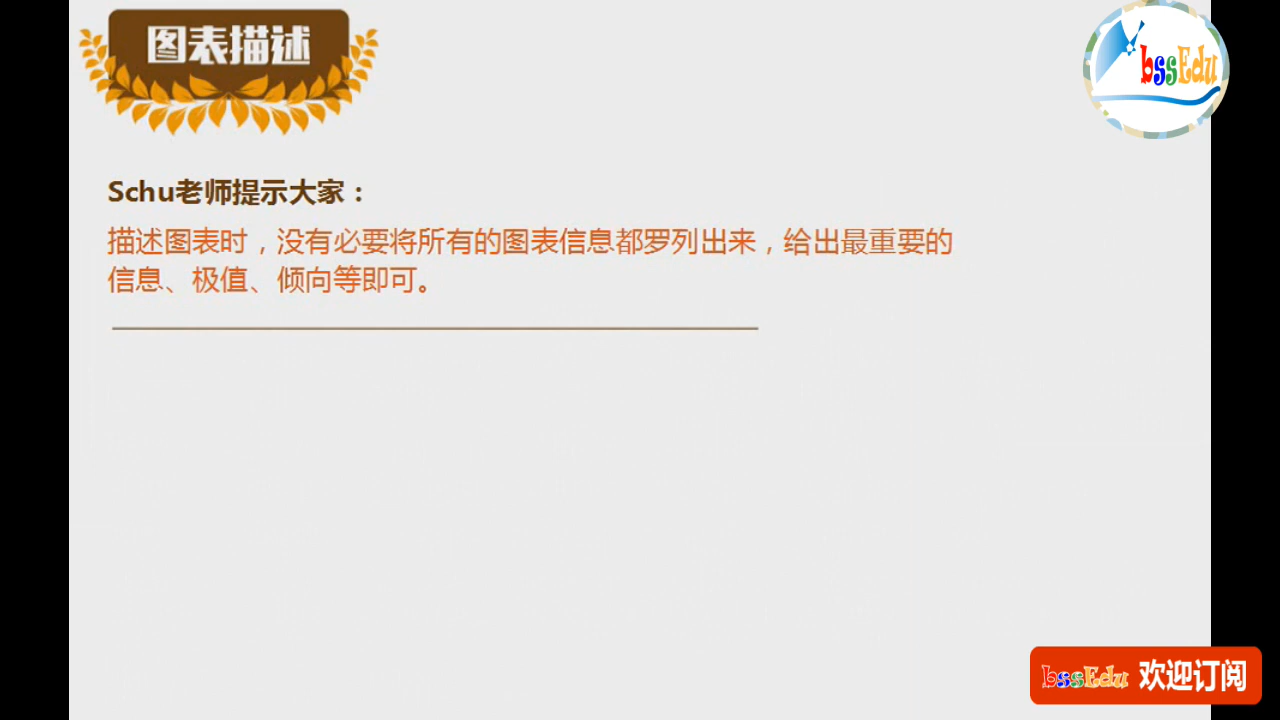 图表描述
bssEdu
Schu老师提示大家：
描述图表时，没有必要将所有的图表信息都罗列出来，给出最重要的
信息、极值、倾向等即可。
bssEdu 欢迎订阅